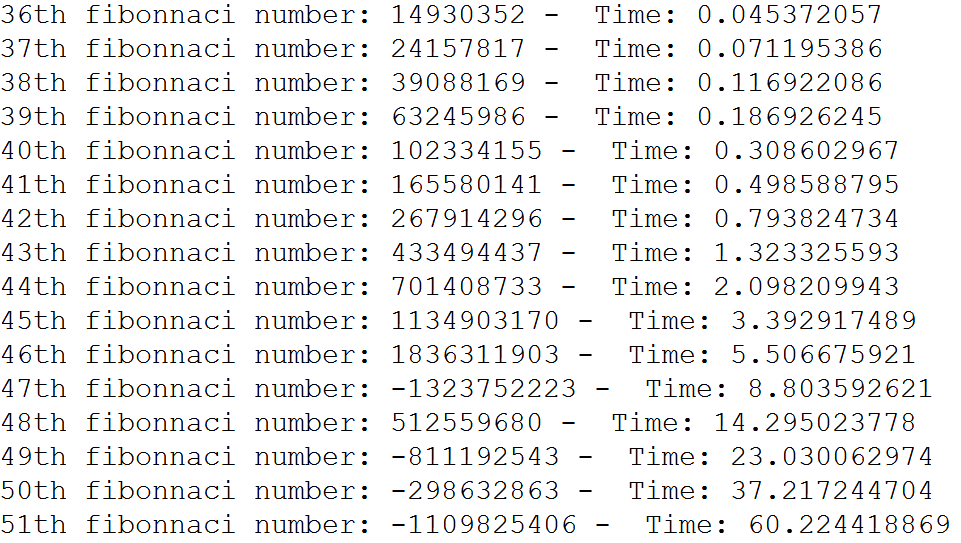 36th fibonnaci number: 14930352 -  Time: 0.045372057
37th fibonnaci number: 24157817 -  Time: 0.071195386
38th fibonnaci number: 39088169 -  Time: 0.116922086
39th fibonnaci number: 63245986 -  Time: 0.186926245
40th fibonnaci number: 102334155 -  Time: 0.308602967
41th fibonnaci number: 165580141 -  Time: 0.498588795
42th fibonnaci number: 267914296 -  Time: 0.793824734
43th fibonnaci number: 433494437 -  Time: 1.323325593
44th fibonnaci number: 701408733 -  Time: 2.098209943
45th fibonnaci number: 1134903170 -  Time: 3.392917489
46th fibonnaci number: 1836311903 -  Time: 5.506675921
47th fibonnaci number: -1323752223 -  Time: 8.803592621
48th fibonnaci number: 512559680 -  Time: 14.295023778
49th fibonnaci number: -811192543 -  Time: 23.030062974
50th fibonnaci number: -298632863 -  Time: 37.217244704
51th fibonnaci number: -1109825406 -  Time: 60.224418869